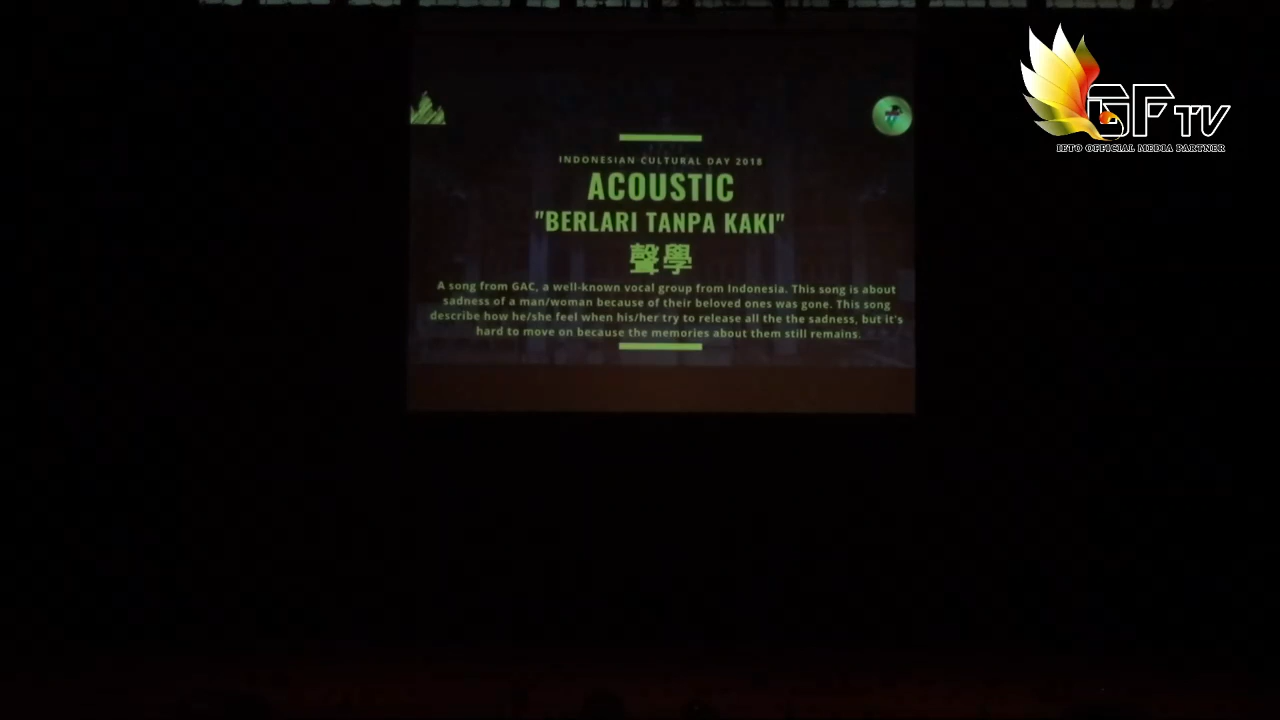 GFTV
IETO OFFICIAL MEDIA PARTNER
INDONESIAN CULTURAL DAY 2018
ACOUSTIC
"BERLARI TANPA KAKI"
聲學
A song from GAC, a well-known vocal group from Indonesia. This song is about
sadness of a man/woman because of their beloved ones was gone. This song
describe how he/she feel when his/her try to release all the the sadness, but it's
hard to move on because the memories about them still remains.